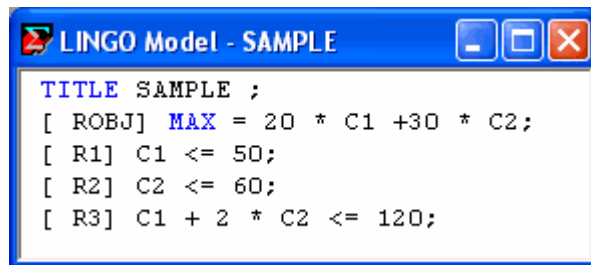 LINGO Model - SAMPLE
TITLE SAMPLE ;
[ ROBJ] MAX = 20 * C1 +30 * C2;
[ R1] C1 <= 50;
[ R2] C2 <= 60;
[ R3] C1 + 2 * C2 <= 120;